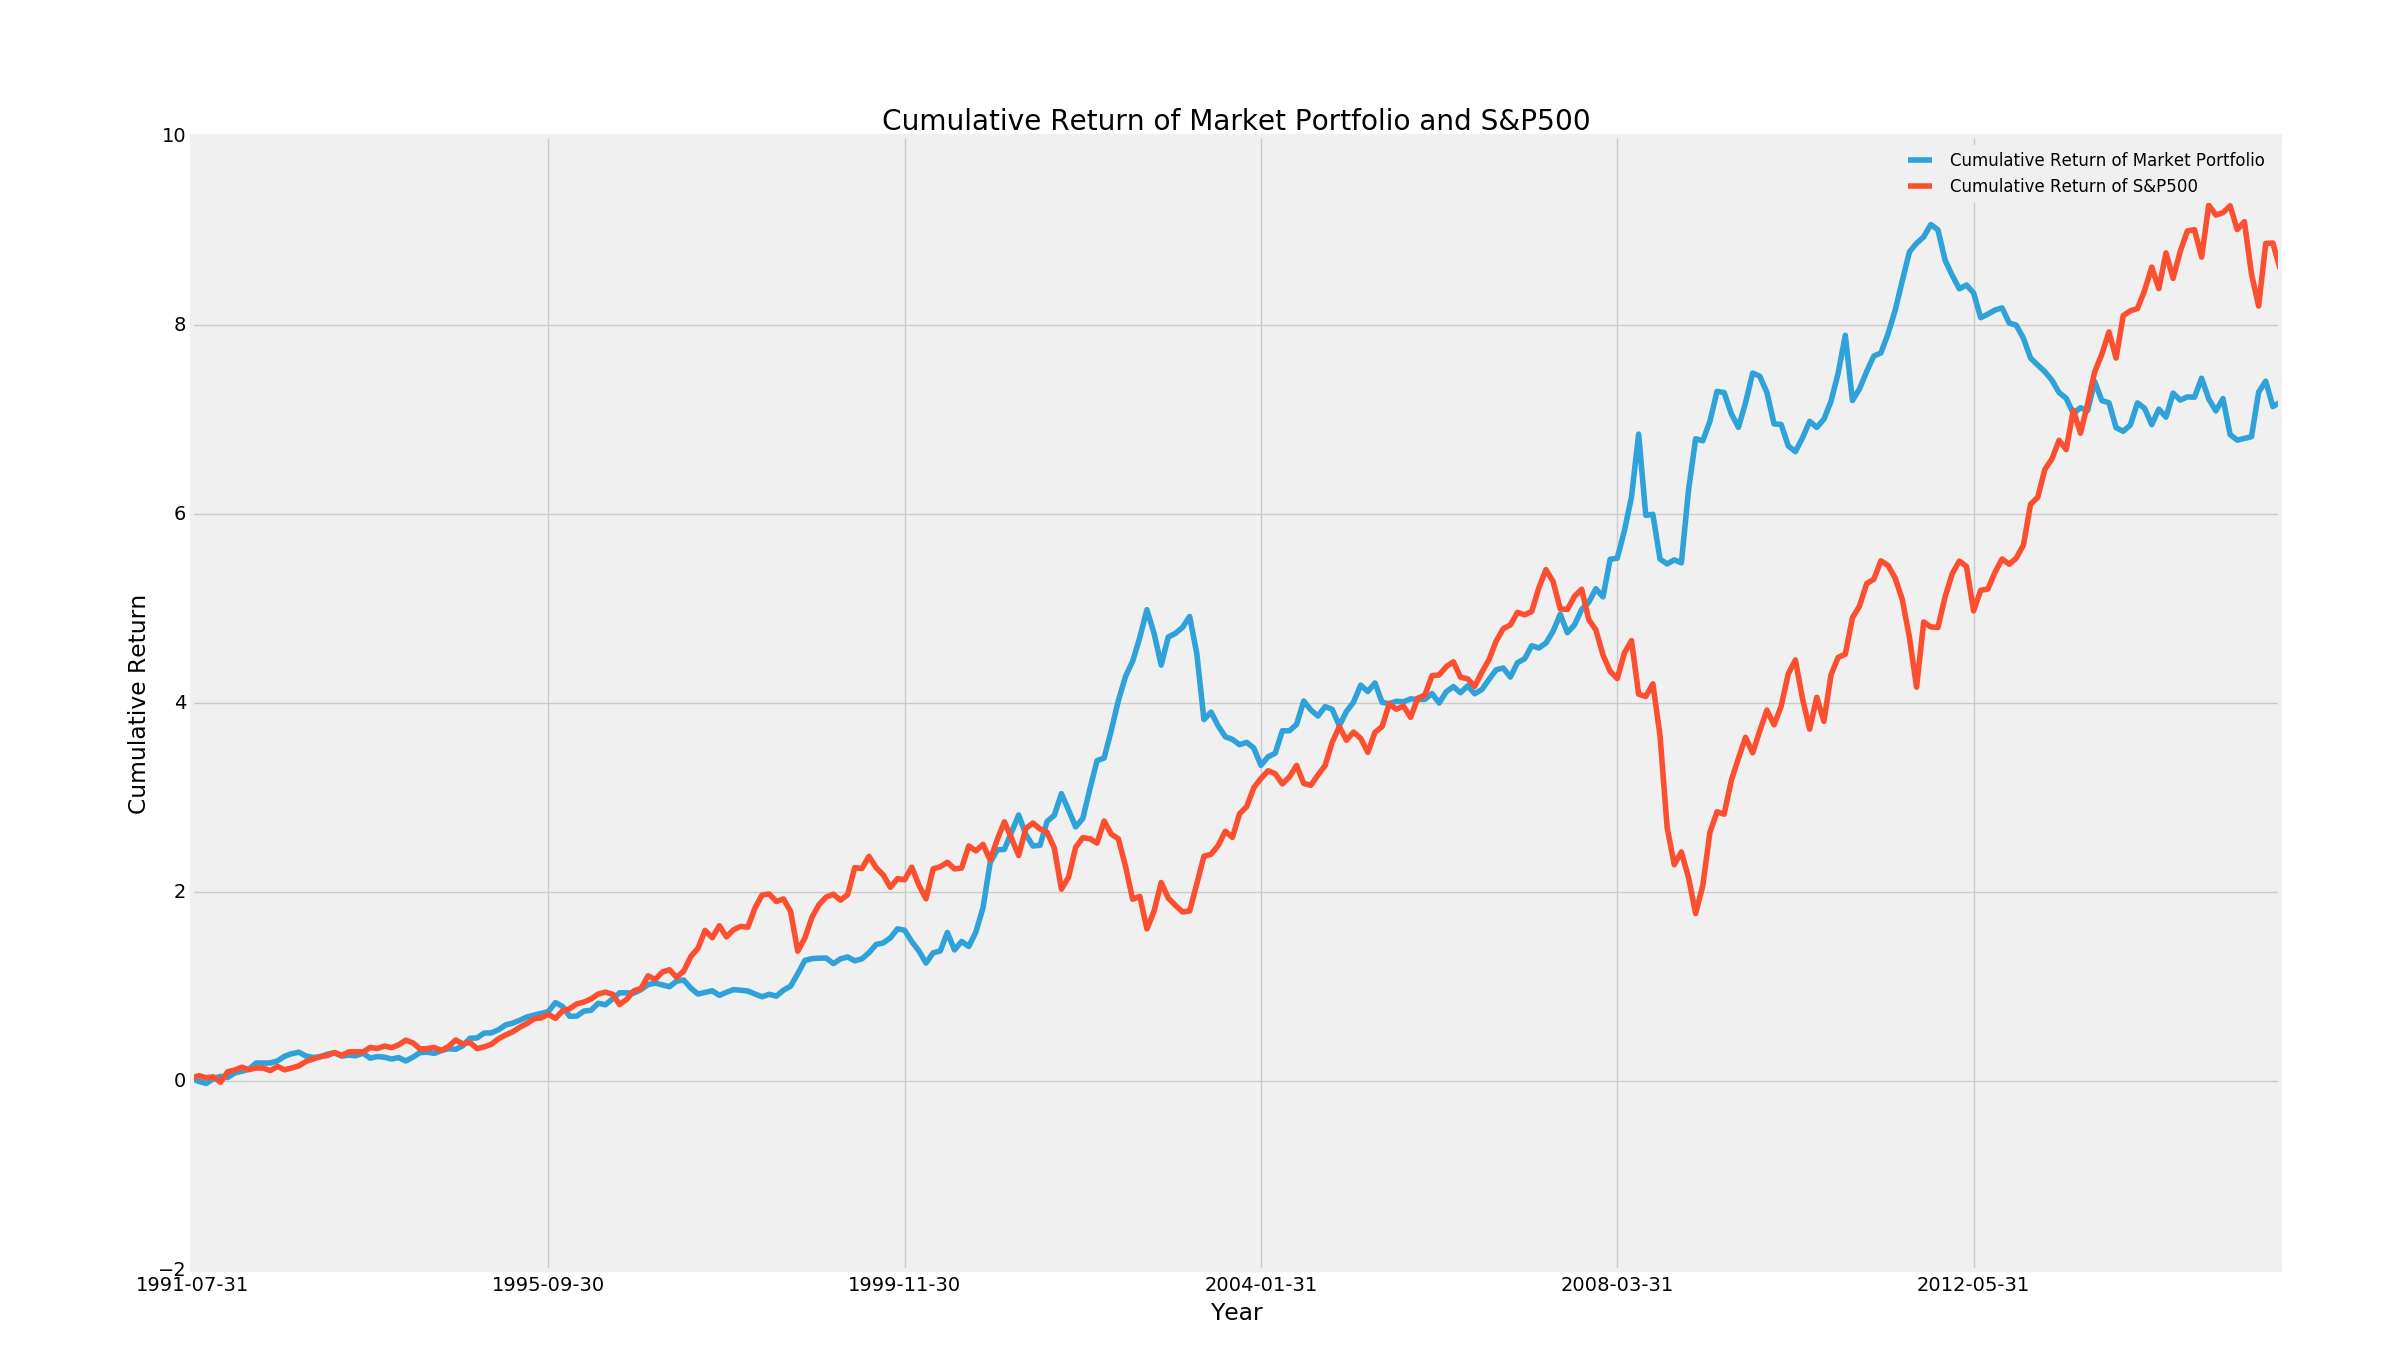 Cumulative Return of Market Portfolio and S&P500
Cumulative Return of Market Portfolio
Cumulative Return of S&P500
10
8
6
4
2
0
−2
Cumulative Return
1991-07-31 1995-09-30 1999-11-30 2004-01-31 2008-03-31 2012-05-31
Year